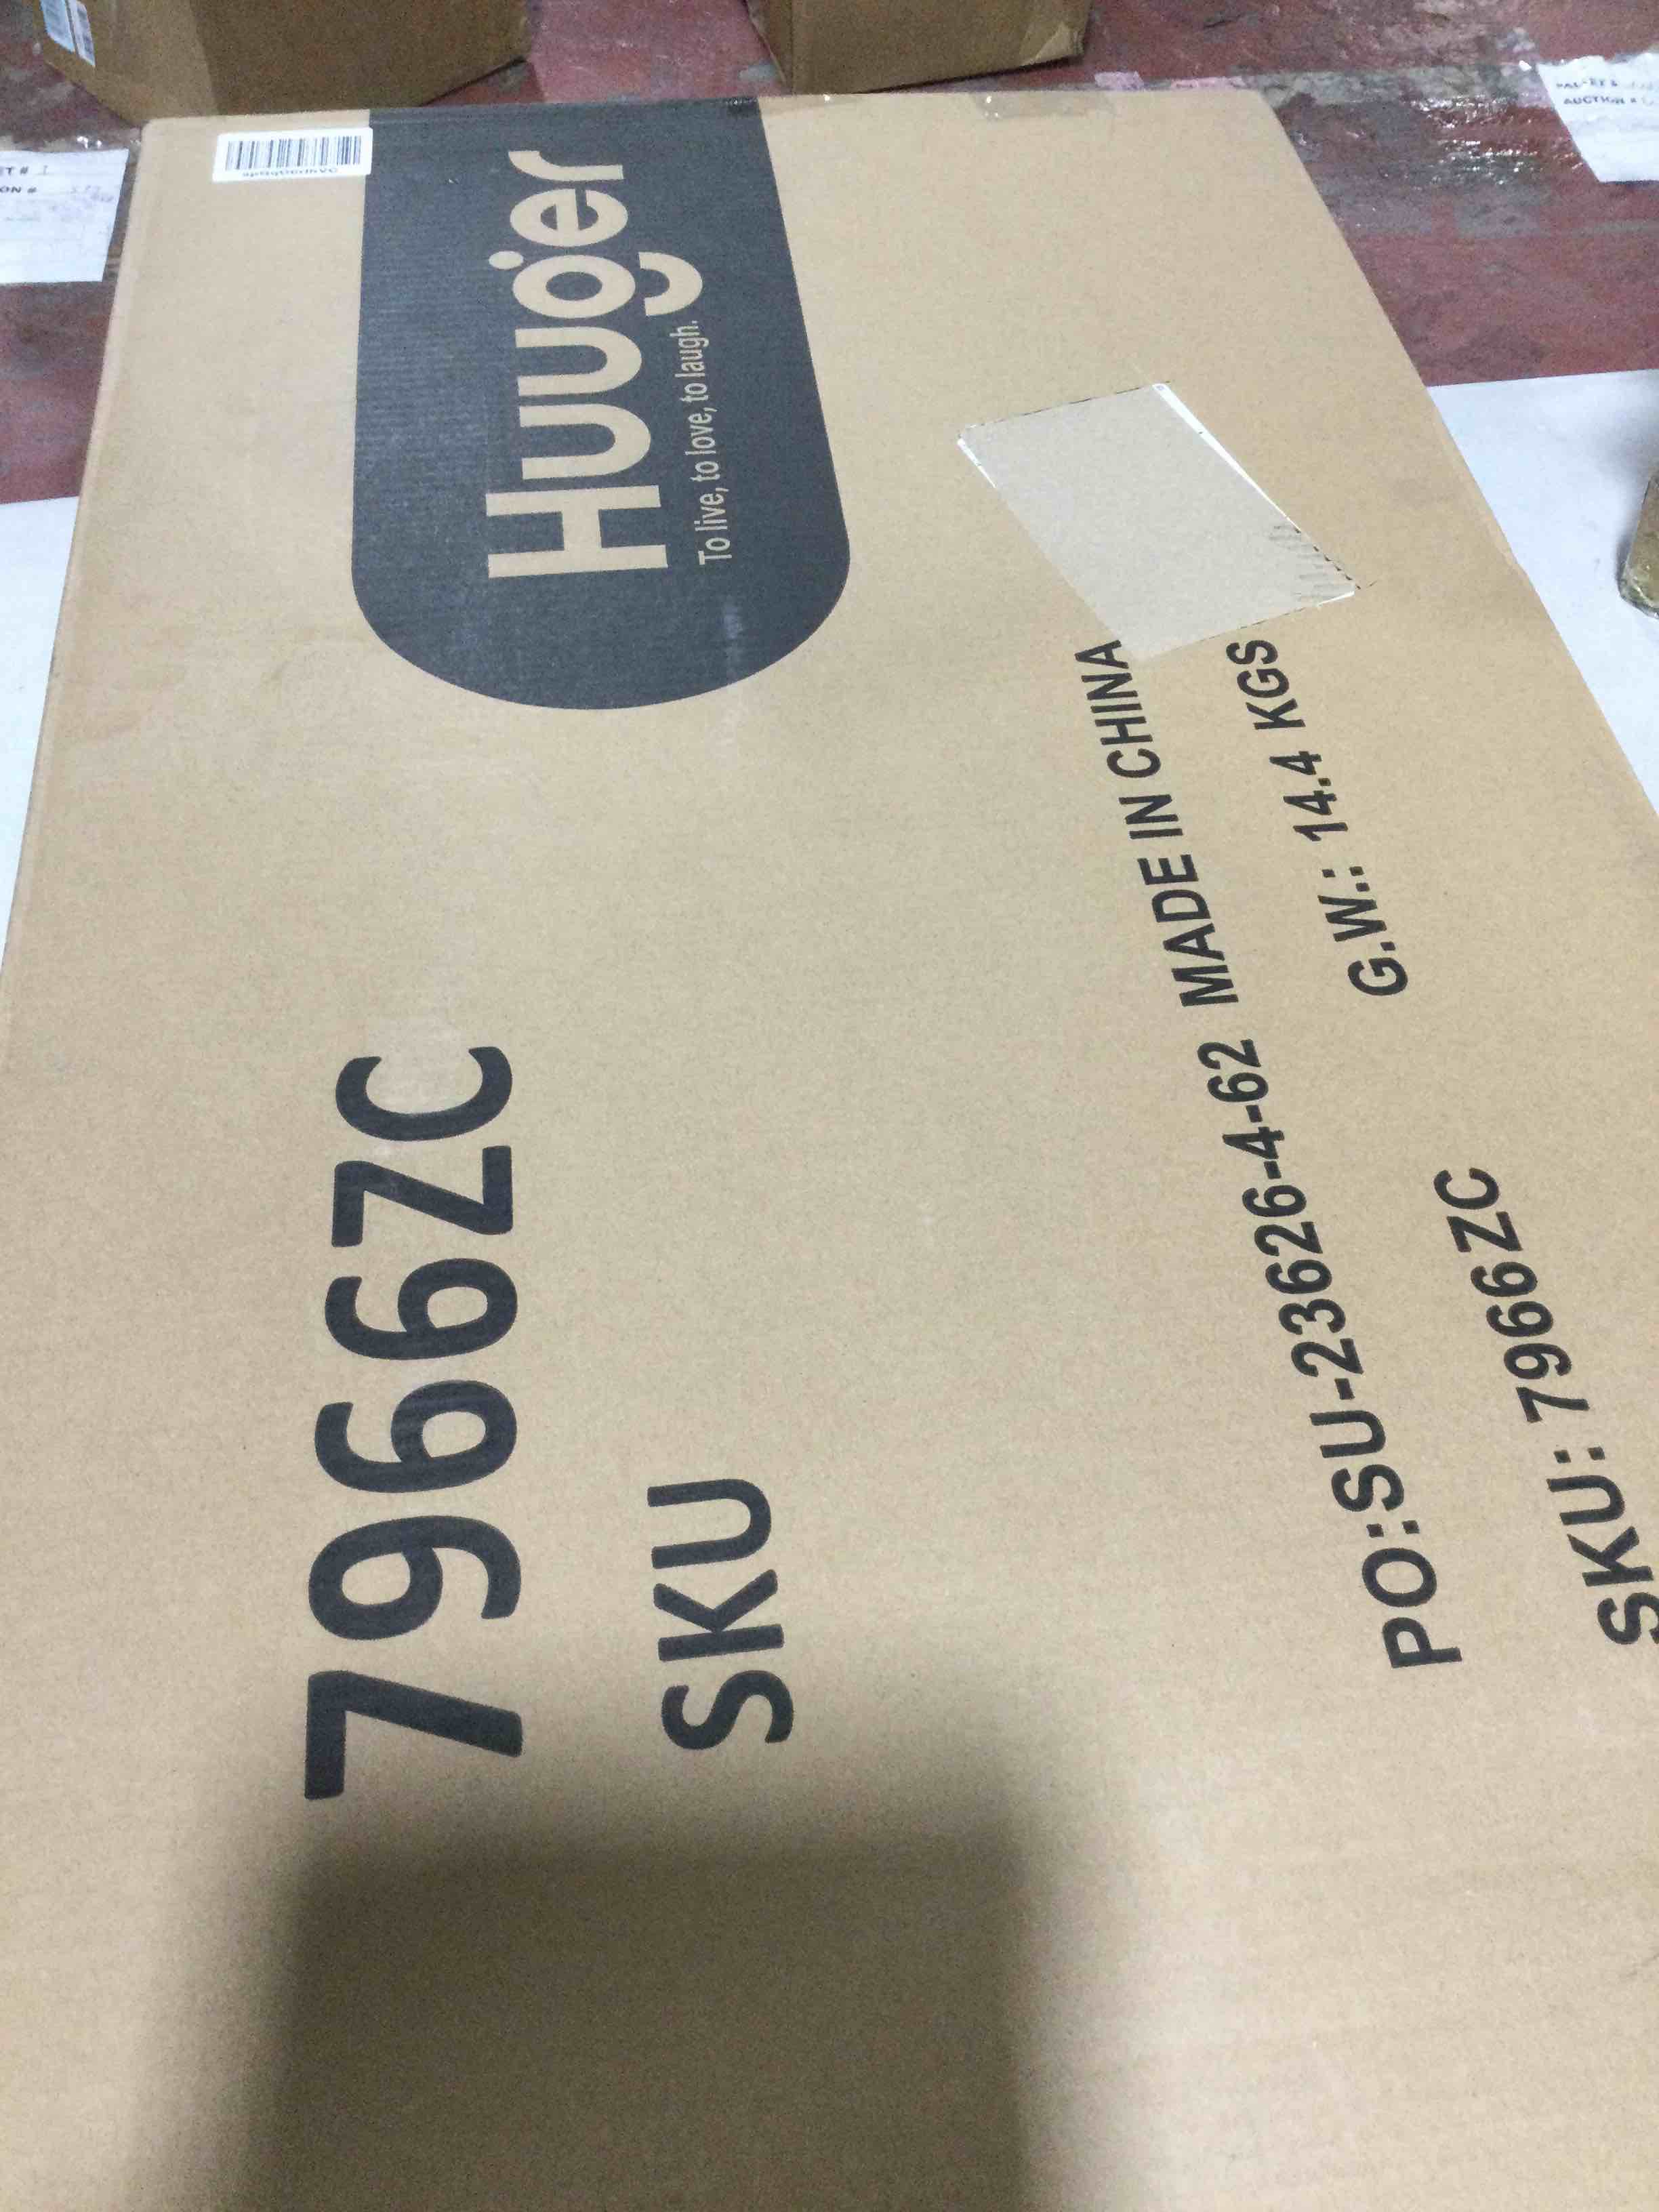 Huuger
To live, to love, to laugh.
7966ZC
SKU
PO:SU-23626-4-62 MADE IN CHINA
SKU: 7966ZC G.W.: 14.4 KGS
AUCTION #